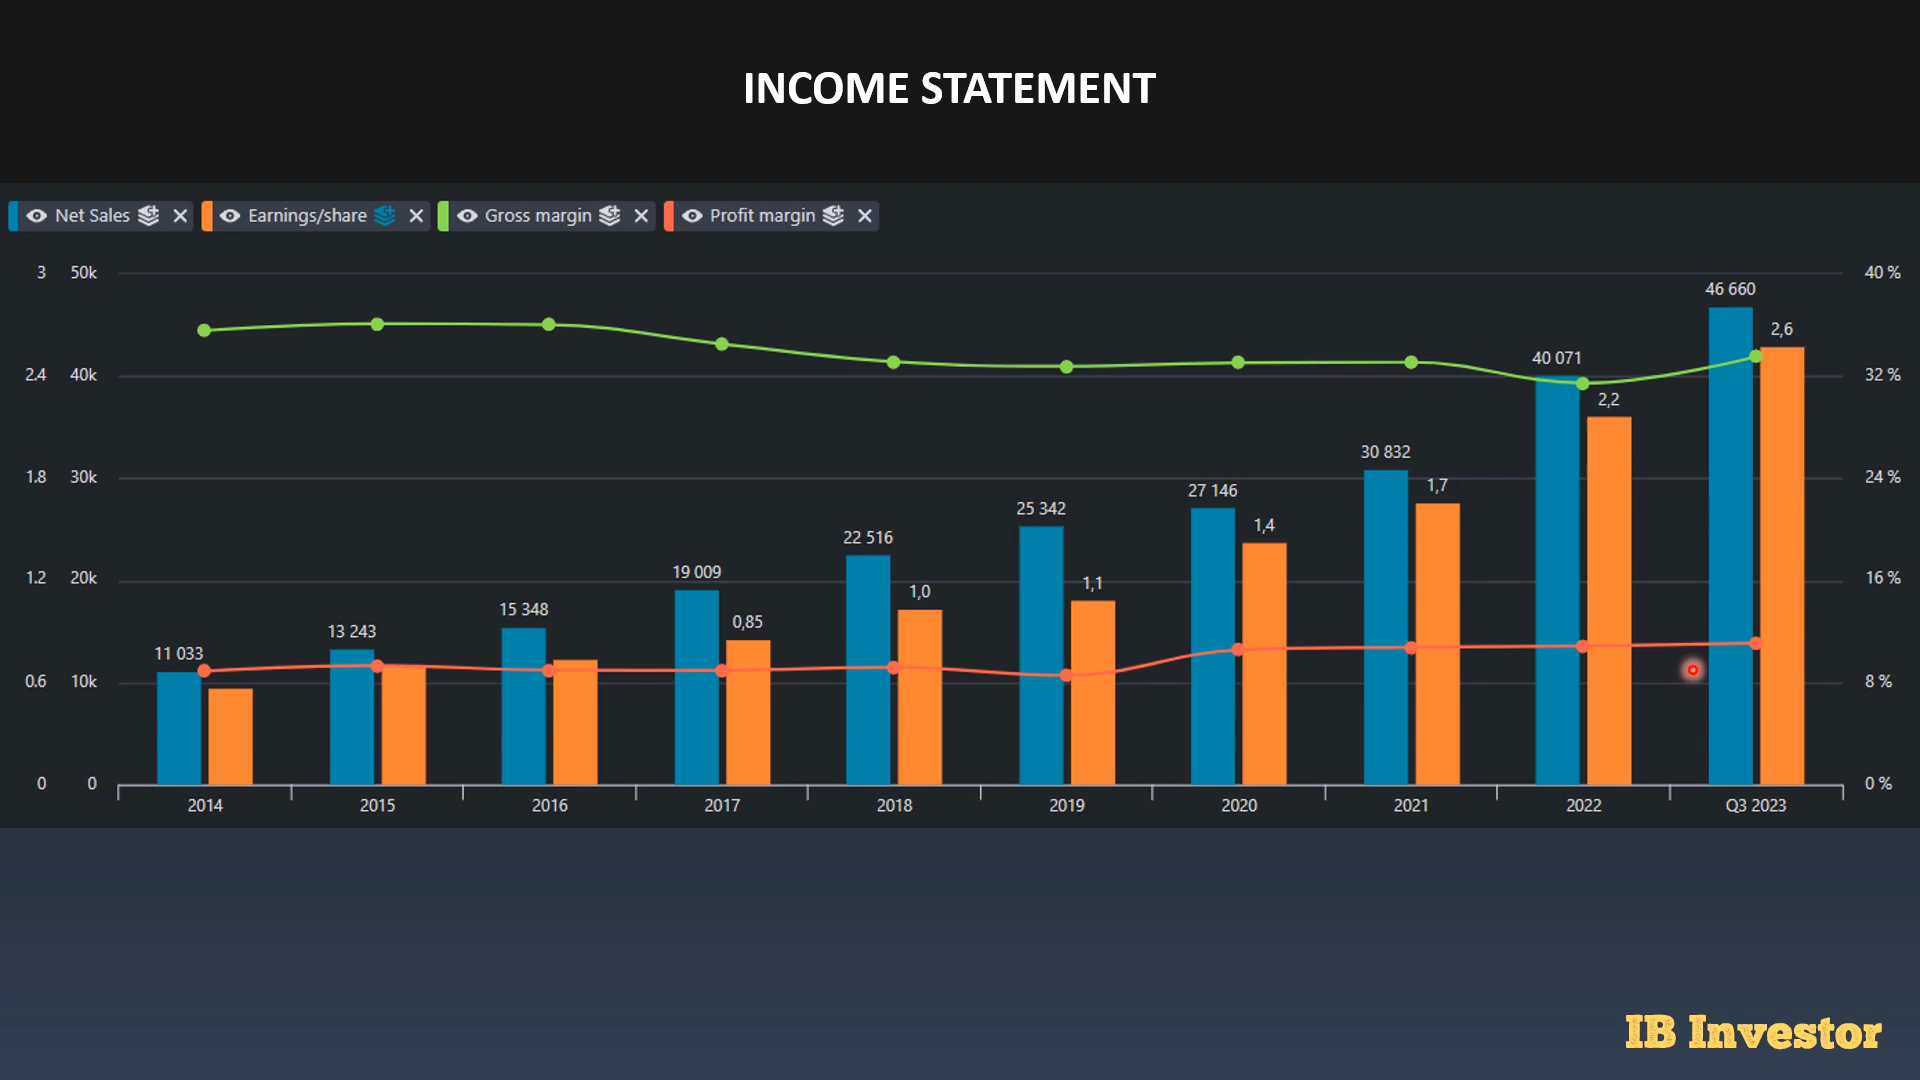 INCOME STATEMENT
Net Sales Earnings/share Gross margin Profit margin
3 50k 40 %
46 660
2,6
40 071
2.4 40k 32 %
2,2
30 832
1.8 30k 24 %
1,7
27 146
25 342
1,4
22 516
19 009
1.2 20k 16 %
1,1
1,0
15 348
0,85
13 243
11 033
0.6 10k 8 %
0 0 0 %
2014 2015 2016 2017 2018 2019 2020 2021 2022 Q3 2023
IB Investor